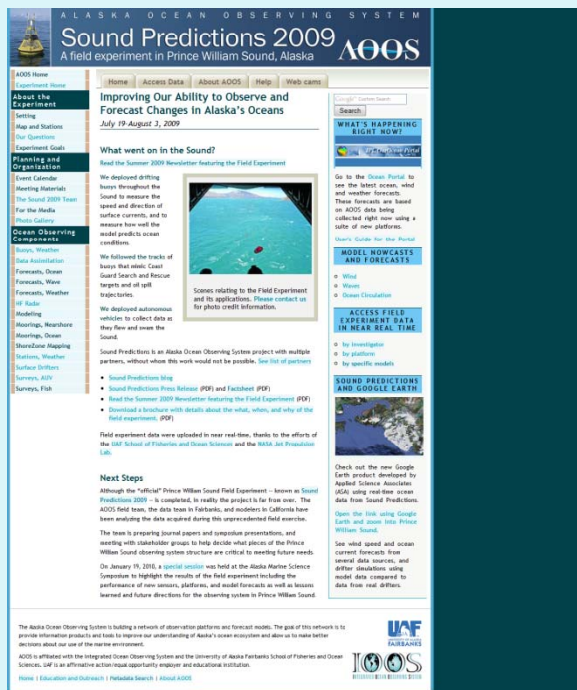 ALASKA OCEAN OBSERVING SYSTEM
Sound Predictions 2009
A field experiment in Prince William Sound, Alaska
AOOS
AOOS Home
Experiment Home
About the
Experiment
Setting
Map and Stations
Our Questions
Experiment Goals
Planning and
Organization
Event Calendar
Meeting Materials
The Sound 2009 Team
For the Media
Photo Gallery
Ocean Observing
Components
Buoys, Weather
Data Assimilation
Forecasts, Ocean
Forecasts, Wave
Forecasts, Weather
HF Radar
Modeling
Moorings, Nearshore
Moorings, Ocean
ShoreZone Mapping
Stations, Weather
Surface Drifters
Surveys, AUV
Surveys, Fish
Home
Access Data
About AOOS
Help
Web cams
Improving Our Ability to Observe and
Forecast Changes in Alaska's Oceans
July 19-August 3, 2009
What went on in the Sound?
Read the Summer 2009 Newsletter featuring the Field Experiment
We deployed drifting
buoys throughout the
Sound to measure the
speed and direction of
surface currents, and to
measure how well the
model predicts ocean
conditions.
We followed the tracks of
buoys that mimic Coast
Guard Search and Rescue
targets and oil spill
trajectories.
We deployed autonomous
vehicles to collect data as
they flew and swam the
Sound.
Scenes relating to the Field Experiment
and its applications. Please contact us
for photo credit information.
Sound Predictions is an Alaska Ocean Observing System project with multiple
partners, without whom this work would not be possible. See list of partners
Sound Predictions blog
Sound Predictions Press Release (PDF) and Factsheet (PDF)
Read the Summer 2009 Newsletter featuring the Field Experiment (PDF)
Download a brochure with details about the what, when, and why of the
field experiment. (PDF)
Field experiment data were uploaded in near real-time, thanks to the efforts of
the UAF School of Fisheries and Ocean Sciences and the NASA Jet Propulsion
Lab.
Next Steps
Although the "official" Prince William Sound Field Experiment -- known as Sound
Predictions 2009 -- is completed, in reality the project is far from over. The
AOOS field team, the data team in Fairbanks, and modelers in California have
been analyzing the data acquired during this unprecedented field exercise.
The team is preparing journal papers and symposium presentations, and
meeting with stakeholder groups to help decide what pieces of the Prince
William Sound observing system structure are critical to meeting future needs.
On January 19, 2010, a special session was held at the Alaska Marine Science
Symposium to highlight the results of the field experiment including the
performance of new sensors, platforms, and model forecasts as well as lessons
learned and future directions for the observing system in Prince William Sound.
Google Custom Search
Search
WHAT'S HAPPENING
RIGHT NOW?
Go to the Ocean Portal to
see the latest ocean, wind
and weather forecasts.
These forecasts are based
on AOOS data being
collected right now using a
suite of new platforms.
User's Guide for the Portal
MODEL NOWCASTS
AND FORECASTS
Wind
Waves
Ocean Circulation
ACCESS FIELD
EXPERIMENT DATA
IN NEAR REAL TIME
by investigator
by platform
by specific models
SOUND PREDICTIONS
AND GOOGLE EARTH
Check out the new Google
Earth product developed by
Applied Science Associates
(ASA) using real-time ocean
data from Sound Predictions.
Open the link using Google
Earth and zoom into Prince
William Sound.
See wind speed and ocean
current forecasts from
several data sources, and
drifter simulations using
model data compared to
data from real drifters.
The Alaska Ocean Observing System is building a network of observation platforms and forecast models. The goal of this network is to
provide information products and tools to improve our understanding of Alaska's ocean ecosystem and allow us to make better
decisions about our use of the marine environment.
AOOS is affiliated with the Integrated Ocean Observing System and the University of Alaska Fairbanks School of Fisheries and Ocean
Sciences. UAF is an affirmative action/equal opportunity employer and educational institution.
Home | Education and Outreach | Metadata Search | About AOOS
UAF
UNIVERSITY OF ALASKA
FAIRBANKS
IOOS
INTEGRATED OCEAN OBSERVING SYSTEM